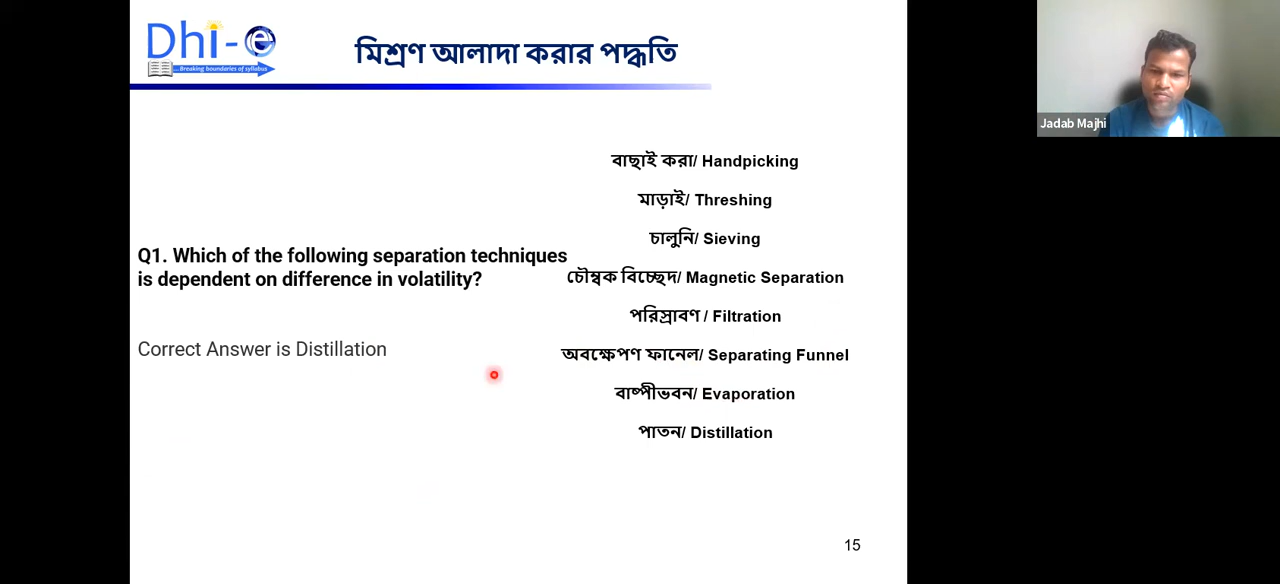 Dhi-e
...Breaking boundaries of syllabus
মিশ্রণ আলাদা করার পদ্ধতি
Jadab Majhi
Q1. Which of the following separation techniques
is dependent on difference in volatility?
Correct Answer is Distillation
বাছাই করা/ Handpicking
মাড়াই/ Threshing
চালুনি/ Sieving
চৌম্বক বিচ্ছেদ/ Magnetic Separation
পরিস্রাবণ / Filtration
অবক্ষেপণ ফানেল/ Separating Funnel
বাষ্পীভবন/ Evaporation
পাতন/ Distillation
15